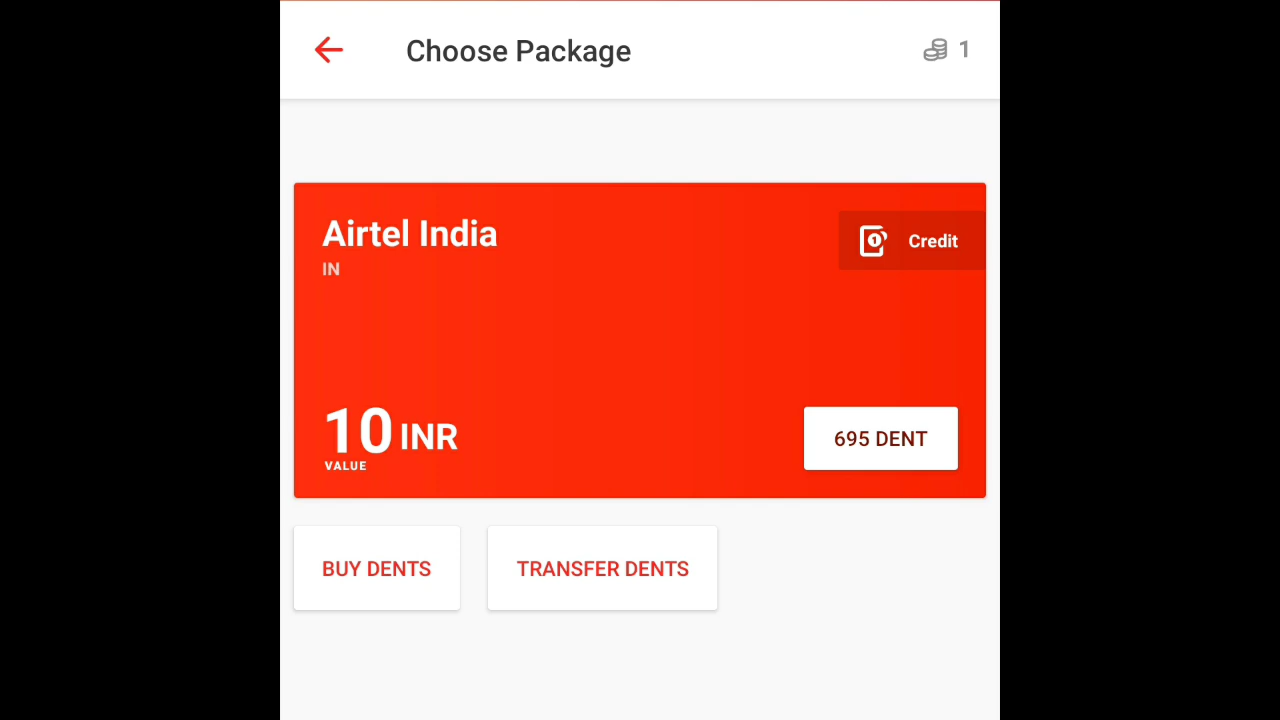 Choose Package
1
Airtel India
IN
Credit
10 INR
VALUE
695 DENT
BUY DENTS
TRANSFER DENTS